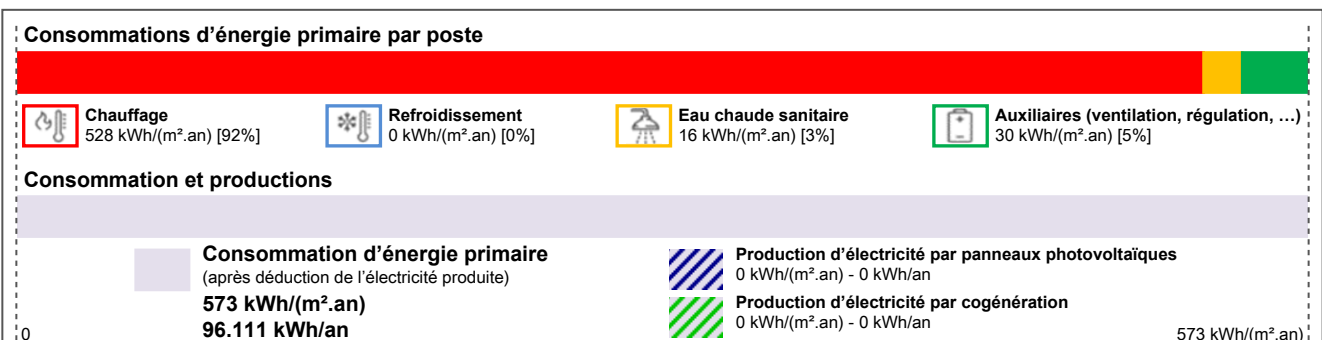 Consommations d’énergie primaire par poste
Chauffage
528 kWh/(m².an) [92%]
Refroidissement
0 kWh/(m².an) [0%]
Eau chaude sanitaire
16 kWh/(m².an) [3%]
Auxiliaires (ventilation, régulation, …)
30 kWh/(m².an) [5%]
Consommation et productions
Consommation d’énergie primaire
(après déduction de l’électricité produite)
573 kWh/(m².an)
96.111 kWh/an
Production d’électricité par panneaux photovoltaïques
0 kWh/(m².an) - 0 kWh/an
Production d’électricité par cogénération
0 kWh/(m².an) - 0 kWh/an
0
573 kWh/(m².an)